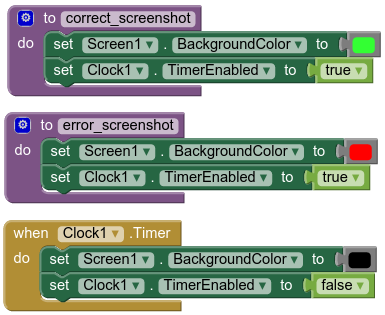 to correct_screenshot
do set Screen1 . BackgroundColor to
set Clock1 . TimerEnabled to true
to error_screenshot
do set Screen1 . BackgroundColor to
set Clock1 . TimerEnabled to true
when Clock1 .Timer
do set Screen1 . BackgroundColor to
set Clock1 . TimerEnabled to false